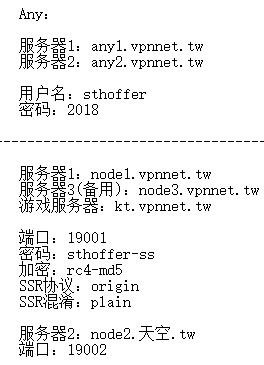 Any:
服务器1: any1.vpnnet.tw
服务器2: any2.vpnnet.tw
用户名: sthoffer
密码: 2018
服务器1: node1.vpnnet.tw
服务器3(备用): node3.vpnnet.tw
游戏服务器: kt.vpnnet.tw
端口: 19001
密码: sthoffer-ss
加密: rc4-md5
SSR协议: origin
SSR混淆: plain
服务器2: node2.天空.tw
端口: 19002